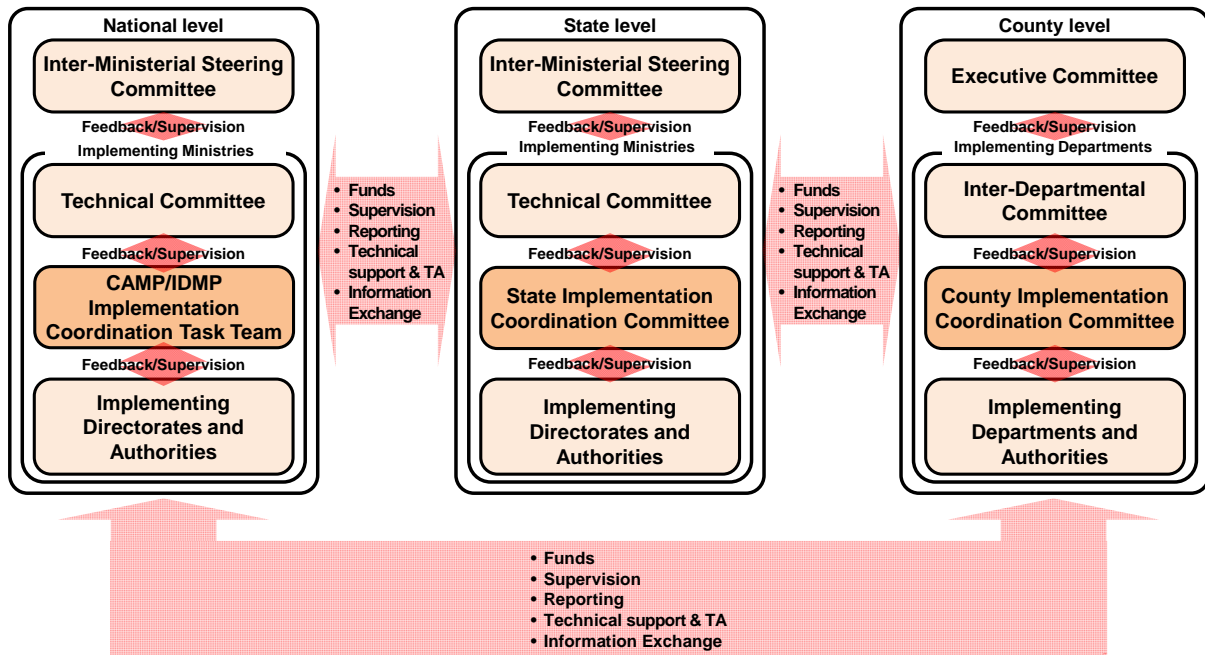 National level
Inter-Ministerial Steering
Committee
Feedback/Supervision
Implementing Ministries
Technical Committee
Feedback/Supervision
CAMP/IDMP
Implementation
Coordination Task Team
Feedback/Supervision
Implementing
Directorates and
Authorities
• Funds
• Supervision
• Reporting
• Technical
support & TA
• Information
Exchange
State level
Inter-Ministerial Steering
Committee
Feedback/Supervision
Implementing Ministries
Technical Committee
Feedback/Supervision
State Implementation
Coordination Committee
Feedback/Supervision
Implementing
Directorates and
Authorities
• Funds
• Supervision
• Reporting
• Technical
support & TA
• Information
Exchange
County level
Executive Committee
Feedback/Supervision
Implementing Departments
Inter-Departmental
Committee
Feedback/Supervision
County Implementation
Coordination Committee
Feedback/Supervision
Implementing
Departments and
Authorities
• Funds
• Supervision
• Reporting
• Technical support & TA
• Information Exchange